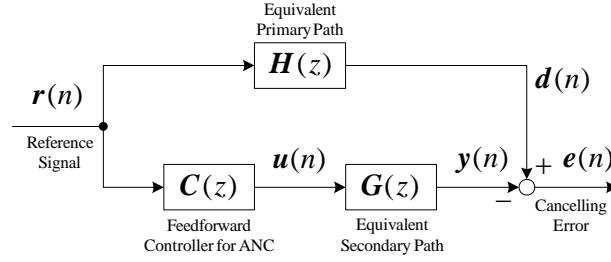 Equivalent
Primary Path
H(z)
r(n)
d(n)
Reference
Signal
u(n)
y(n)
+
e(n)
C(z)
G(z)
−
Cancelling
Error
Feedforward
Controller for ANC
Equivalent
Secondary Path